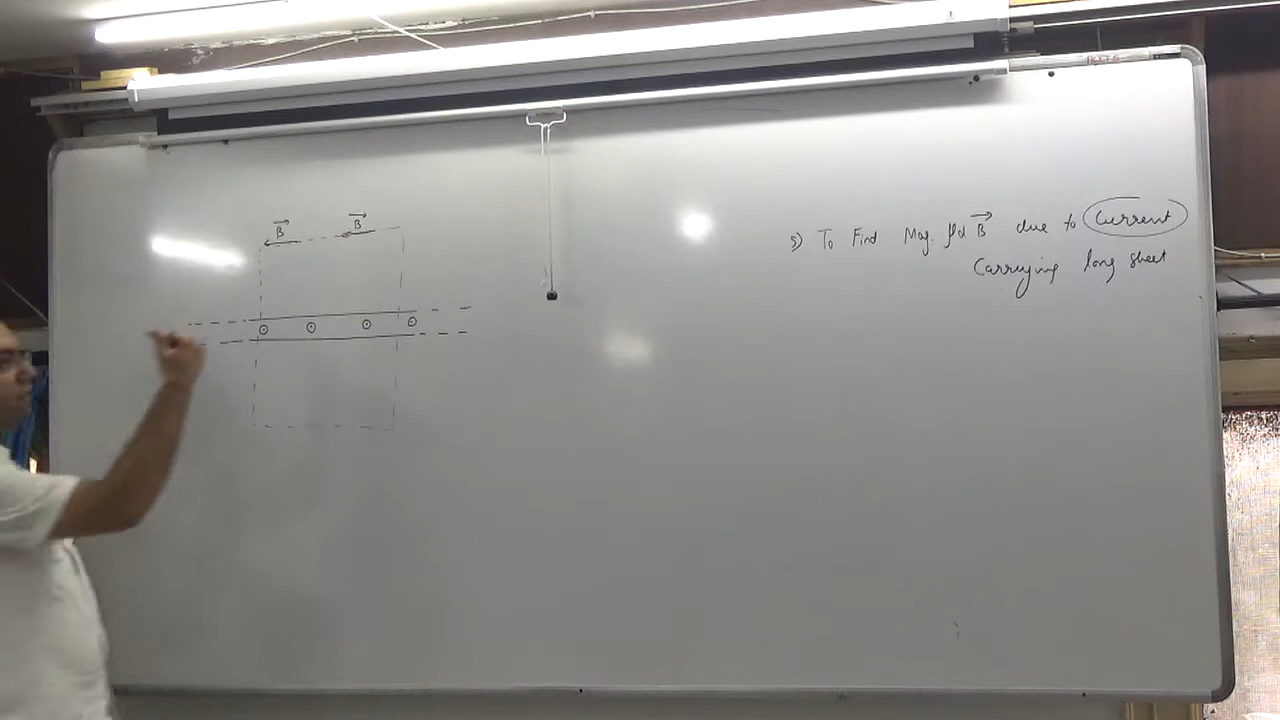 B B
5) To Find Mag. fld B due to Current
Carrying long sheet